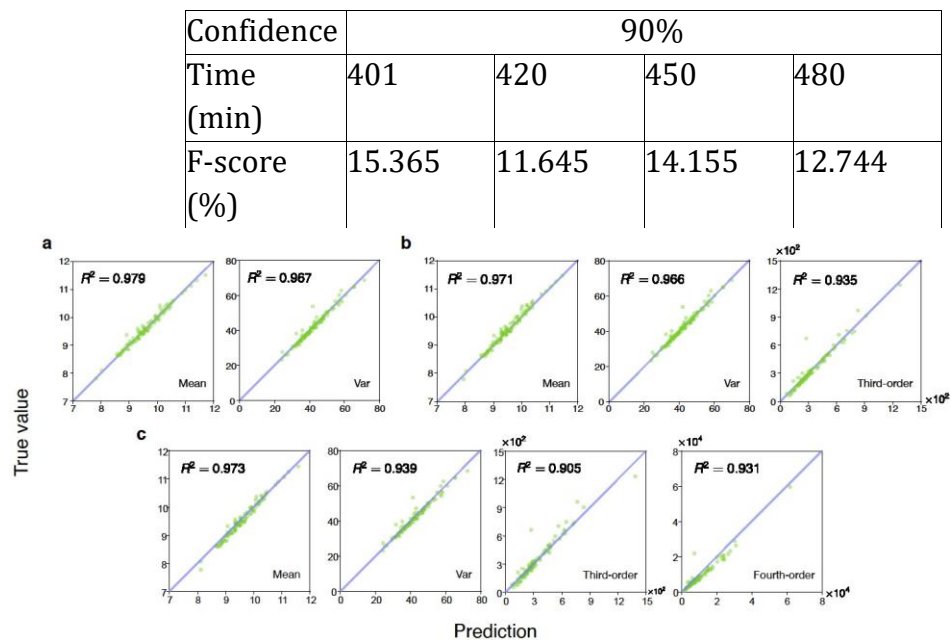 Confidence 90%
Time (min) 401 420 450 480
F-score (%) 15.365 11.645 14.155 12.744
a
12 11 10 9 8 7
R² = 0.979
Mean
7 8 9 10 11 12
80 60 40 20 0
R² = 0.967
Var
0 20 40 60 80
b
12 11 10 9 8 7
R² = 0.971
Mean
7 8 9 10 11 12
80 60 40 20 0
R² = 0.966
Var
0 20 40 60 80
×10²
15 12 9 6 3 0
R² = 0.935
Third-order
0 3 6 9 12 15 ×10²
True value
c
12 11 10 9 8 7
R² = 0.973
Mean
7 8 9 10 11 12
80 60 40 20 0
R² = 0.939
Var
0 20 40 60 80
×10²
15 12 9 6 3 0
R² = 0.905
Third-order
0 3 6 9 12 15 ×10²
×10⁴
8 6 4 2 0
R² = 0.931
Fourth-order
0 2 4 6 8 ×10⁴
Prediction